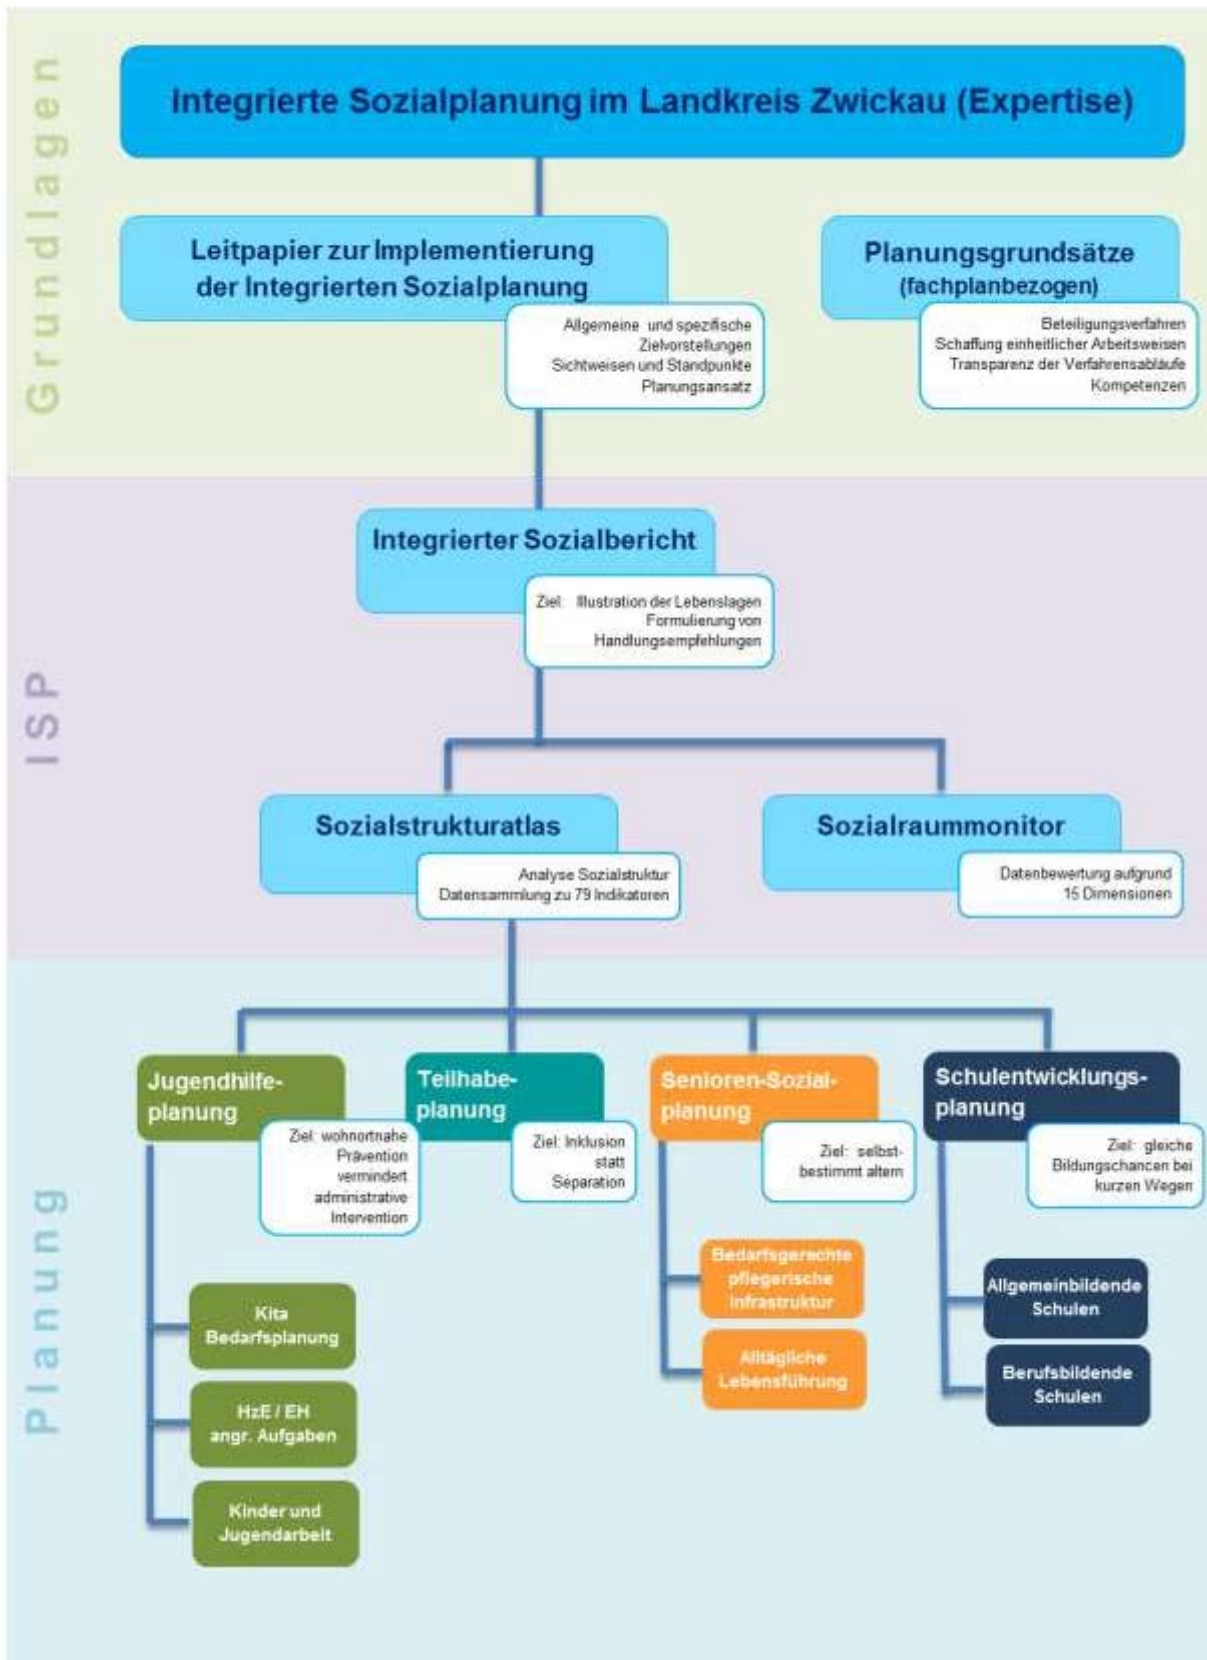 Grundlagen
Integrierte Sozialplanung im Landkreis Zwickau (Expertise)
Leitpapier zur Implementierung
der Integrierten Sozialplanung
Allgemeine und spezifische
Zielvorstellungen
Sichtweisen und Standpunkte
Planungsansatz
Planungsgrundsätze
(fachplanbezogen)
Beteiligungsverfahren
Schaffung einheitlicher Arbeitsweisen
Transparenz der Verfahrensabläufe
Kompetenzen
ISP
Integrierter Sozialbericht
Ziel: Illustration der Lebenslagen
Formulierung von
Handlungsempfehlungen
Sozialstrukturatlas
Analyse Sozialstruktur
Datensammlung zu 79 Indikatoren
Sozialraummonitor
Datenbewertung aufgrund
15 Dimensionen
Planung
Jugendhilfe-
planung
Ziel: wohnortnahe
Prävention
vermindert
administrative
Intervention
Kita
Bedarfsplanung
HzE / EH
angr. Aufgaben
Kinder und
Jugendarbeit
Teilhabe-
planung
Ziel: Inklusion
statt
Separation
Senioren-Sozial-
planung
Ziel: selbst-
bestimmt altern
Bedarfsgerechte
pflegerische
Infrastruktur
Alltägliche
Lebensführung
Schulentwicklungs-
planung
Ziel: gleiche
Bildungschancen bei
kurzen Wegen
Allgemeinbildende
Schulen
Berufsbildende
Schulen